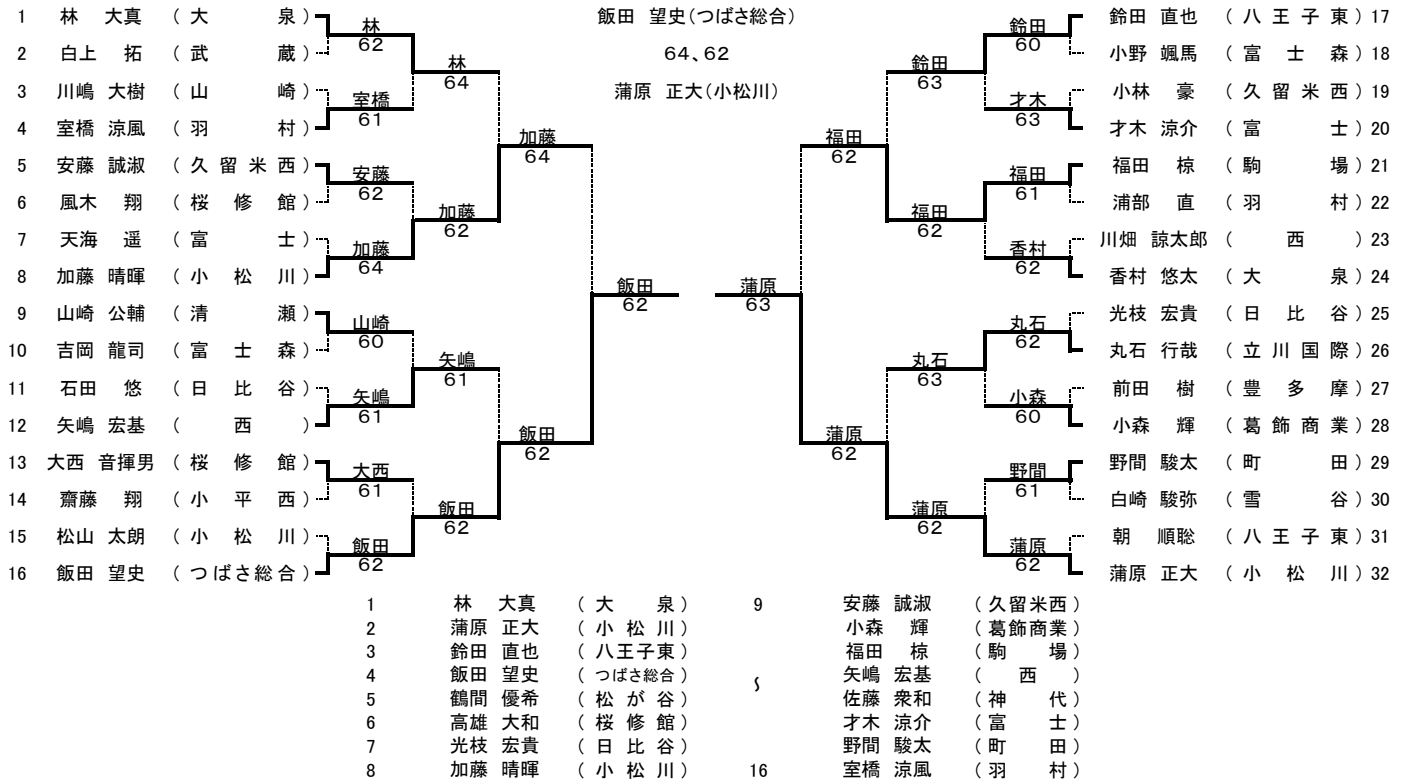 飯田 望史(つばさ総合)
64、62
蒲原 正大(小松川)
1 林 大真 (大 泉)
2 白上 拓 (武 蔵)
3 川嶋 大樹 (山 崎)
4 室橋 涼風 (羽 村)
5 安藤 誠淑 (久留米西)
6 風木 翔 (桜修館)
7 天海 遥 (富 士)
8 加藤 晴暉 (小松川)
9 山崎 公輔 (清 瀬)
10 吉岡 龍司 (富士森)
11 石田 悠 (日比谷)
12 矢嶋 宏基 (西)
13 大西 音揮男 (桜修館)
14 齋藤 翔 (小平西)
15 松山 太朗 (小松川)
16 飯田 望史 (つばさ総合)
林
62
室橋
61
安藤
62
加藤
64
山崎
60
矢嶋
61
大西
61
飯田
62
林
64
加藤
62
矢嶋
61
飯田
62
加藤
64
飯田
62
飯田
62
蒲原
63
福田
62
蒲原
62
鈴田
63
福田
62
丸石
63
蒲原
62
鈴田
60
才木
63
福田
61
香村
62
丸石
62
小森
60
野間
61
蒲原
62
鈴田 直也 (八王子東) 17
小野 颯馬 (富士森) 18
小林 豪 (久留米西) 19
才木 涼介 (富 士) 20
福田 椋 (駒 場) 21
浦部 直 (羽 村) 22
川畑 諒太郎 (西) 23
香村 悠太 (大 泉) 24
光枝 宏貴 (日比谷) 25
丸石 行哉 (立川国際) 26
前田 樹 (豊多摩) 27
小森 輝 (葛飾商業) 28
野間 駿太 (町 田) 29
白崎 駿弥 (雪 谷) 30
朝 順聡 (八王子東) 31
蒲原 正大 (小松川) 32
1 林 大真 (大 泉) 9 安藤 誠淑 (久留米西)
2 蒲原 正大 (小松川) 小森 輝 (葛飾商業)
3 鈴田 直也 (八王子東) 福田 椋 (駒 場)
4 飯田 望史 (つばさ総合) 矢嶋 宏基 (西)
5 鶴間 優希 (松が谷) 〜 佐藤 衆和 (神 代)
6 高雄 大和 (桜修館) 才木 涼介 (富 士)
7 光枝 宏貴 (日比谷) 野間 駿太 (町 田)
8 加藤 晴暉 (小松川) 16 室橋 涼風 (羽 村)